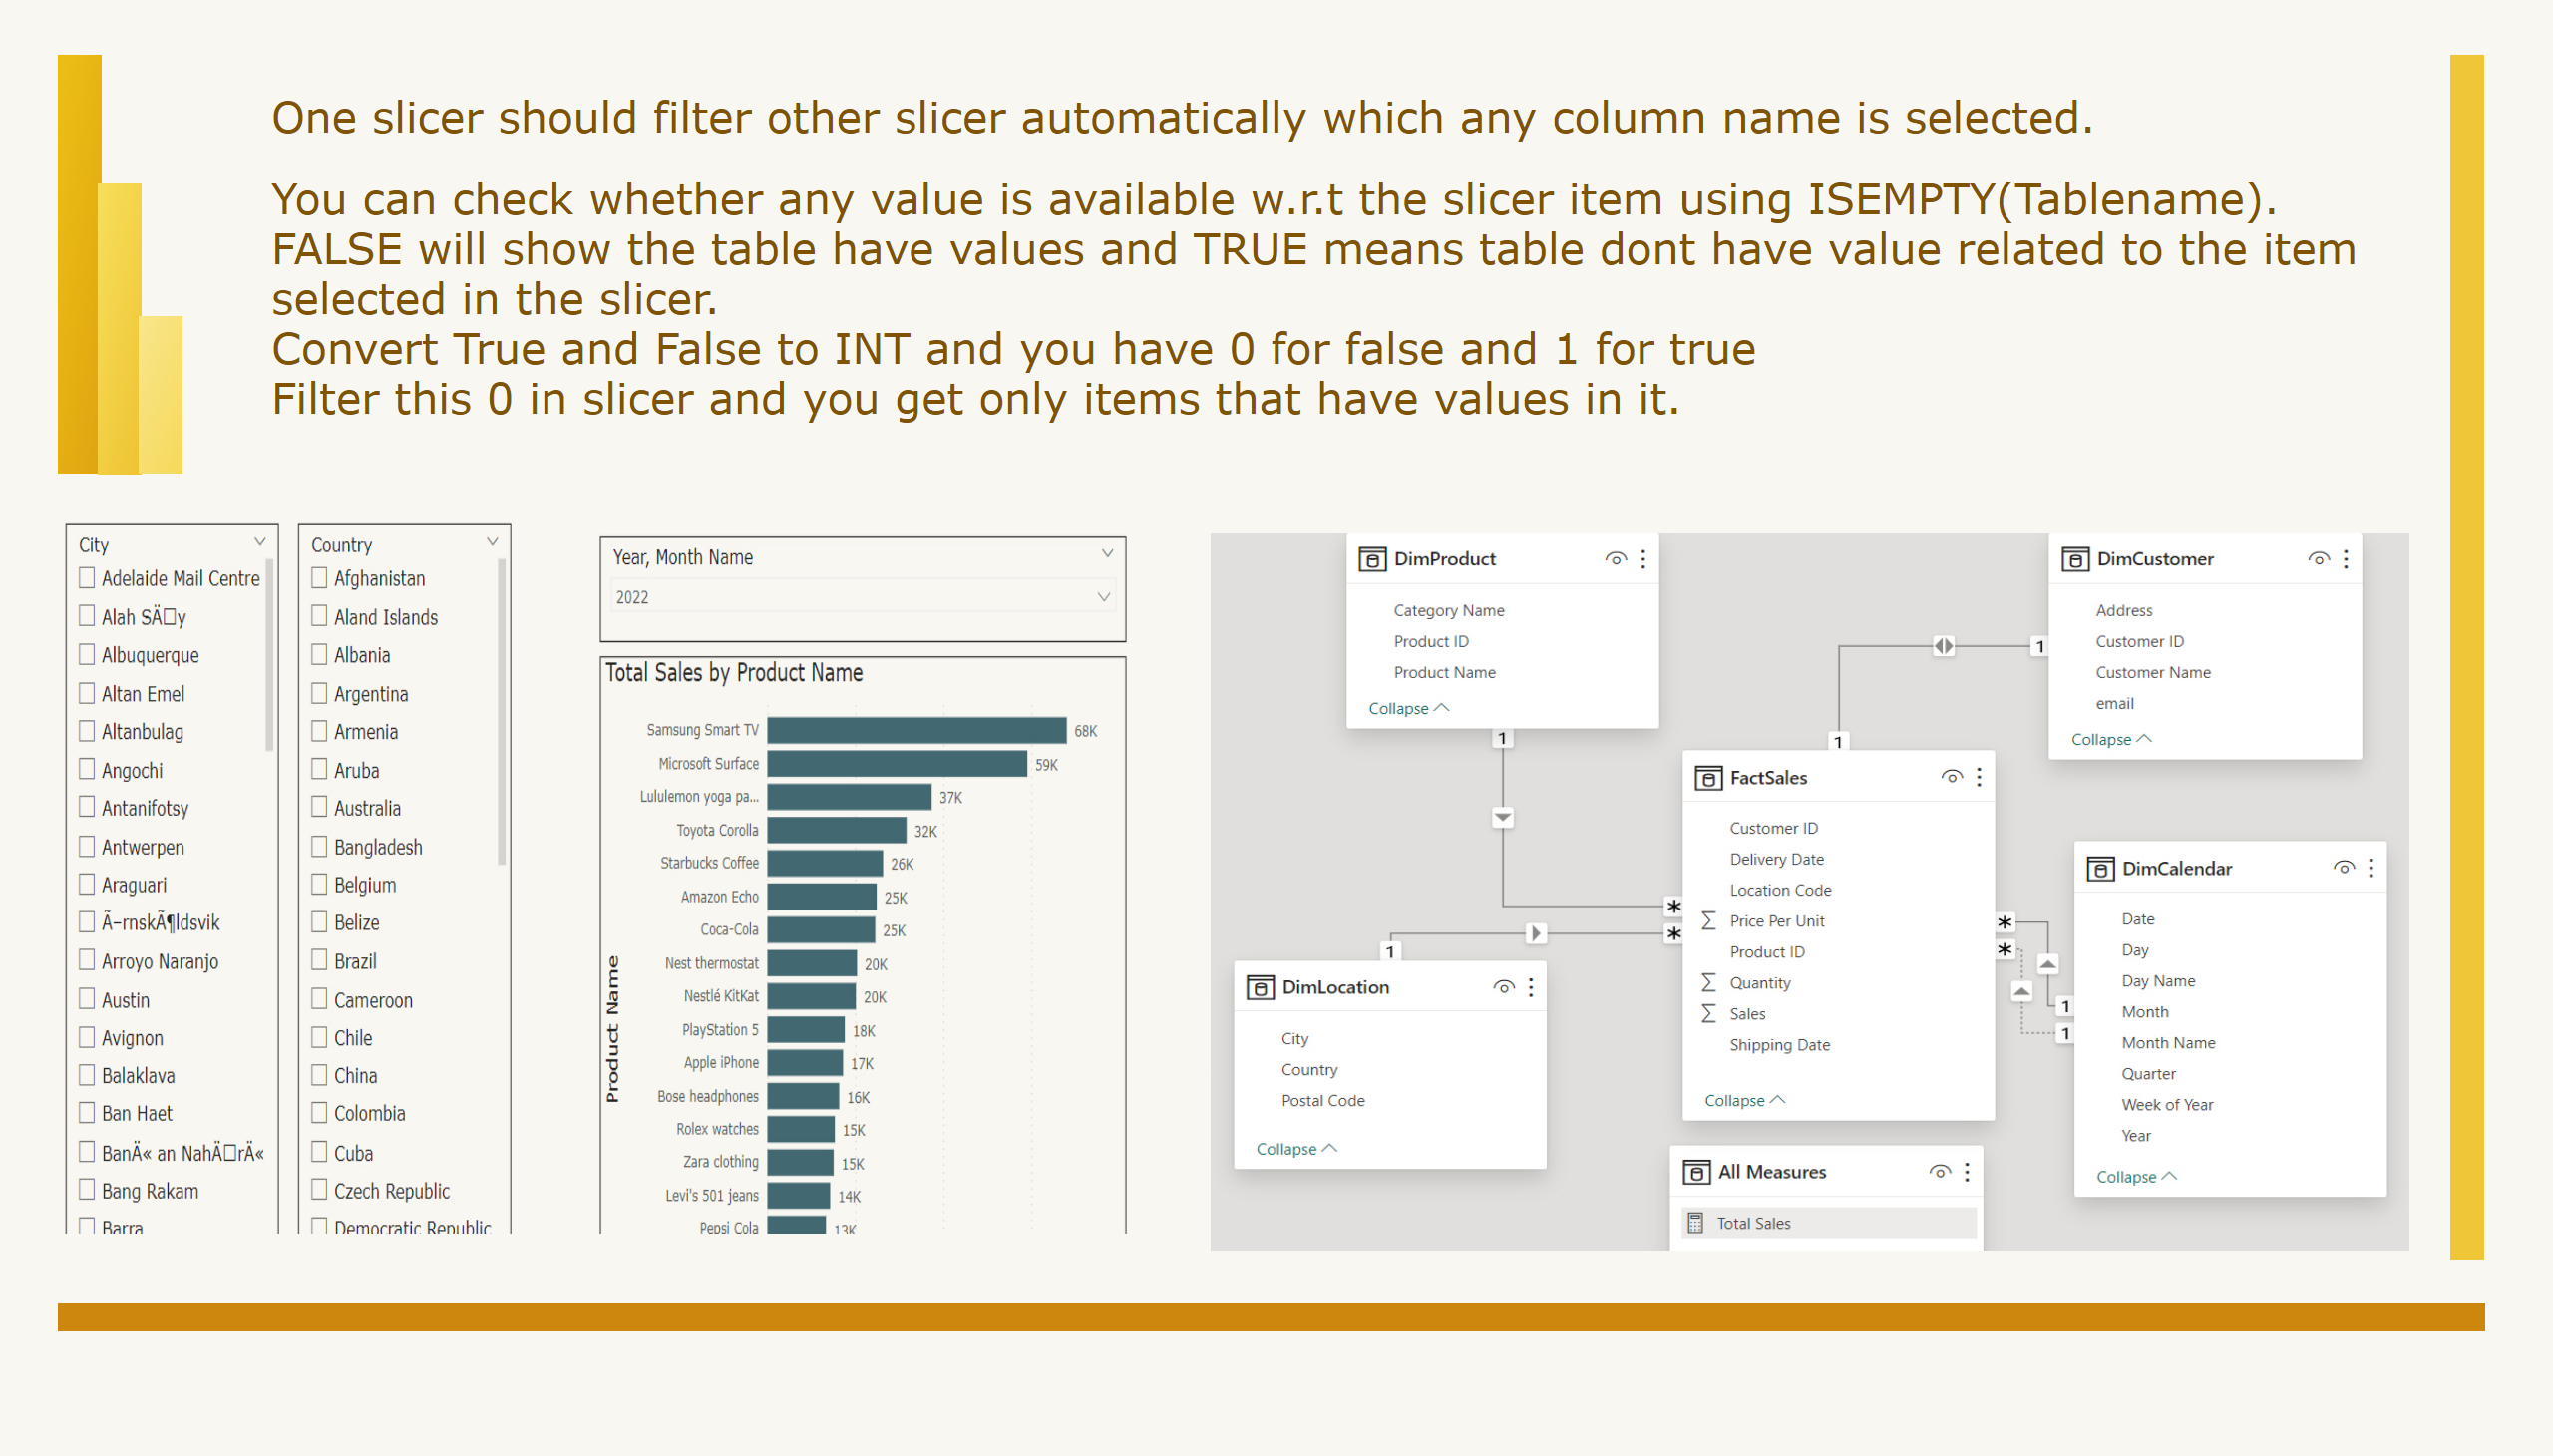 One slicer should filter other slicer automatically which any column name is selected.
You can check whether any value is available w.r.t the slicer item using ISEMPTY(Tablename).
FALSE will show the table have values and TRUE means table dont have value related to the item
selected in the slicer.
Convert True and False to INT and you have 0 for false and 1 for true
Filter this 0 in slicer and you get only items that have values in it.
City
Adelaide Mail Centre
Alah SÄ□y
Albuquerque
Altan Emel
Altanbulag
Angochi
Antanifotsy
Antwerpen
Araguari
Ã–rnskÃ¶ldsvik
Arroyo Naranjo
Austin
Avignon
Balaklava
Ban Haet
BanÄ« an NahÄ□rÄ«
Bang Rakam
Barra
Country
Afghanistan
Aland Islands
Albania
Argentina
Armenia
Aruba
Australia
Bangladesh
Belgium
Belize
Brazil
Cameroon
Chile
China
Colombia
Cuba
Czech Republic
Democratic Republic
Year, Month Name
2022
Total Sales by Product Name
Product Name
Samsung Smart TV 68K
Microsoft Surface 59K
Lululemon yoga pa... 37K
Toyota Corolla 32K
Starbucks Coffee 26K
Amazon Echo 25K
Coca-Cola 25K
Nest thermostat 20K
Nestlé KitKat 20K
PlayStation 5 18K
Apple iPhone 17K
Bose headphones 16K
Rolex watches 15K
Zara clothing 15K
Levi's 501 jeans 14K
Pepsi Cola 13K
DimProduct
Category Name
Product ID
Product Name
Collapse
1
DimCustomer
Address
Customer ID
Customer Name
email
Collapse
1
1
FactSales
Customer ID
Delivery Date
Location Code
Σ Price Per Unit
Product ID
Σ Quantity
Σ Sales
Shipping Date
Collapse
*
*
*
*
1
DimLocation
City
Country
Postal Code
Collapse
DimCalendar
Date
Day
Day Name
Month
Month Name
Quarter
Week of Year
Year
Collapse
1
1
All Measures
Total Sales